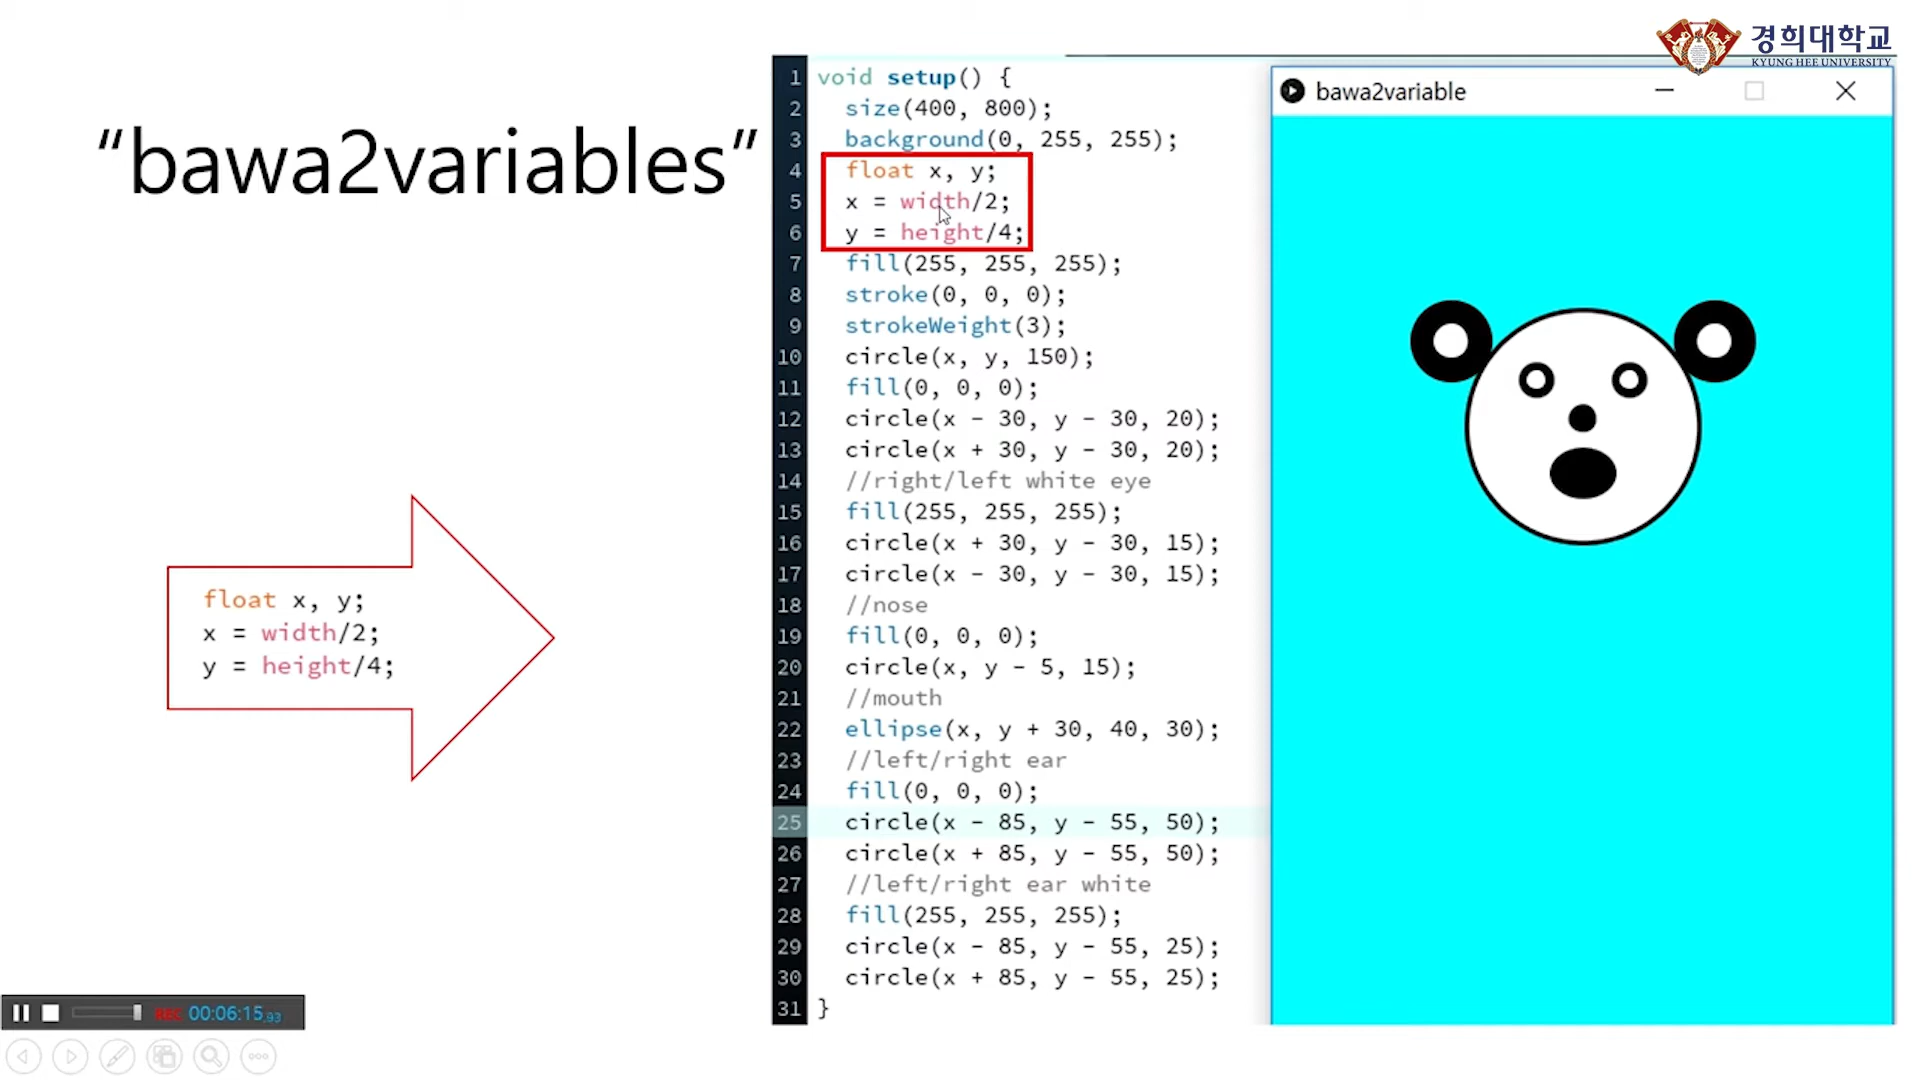 경희대학교
KYUNG HEE UNIVERSITY
“bawa2variables”
float x, y;
x = width/2;
y = height/4;
1 void setup() {
2 size(400, 800);
3 background(0, 255, 255);
4 float x, y;
5 x = width/2;
6 y = height/4;
7 fill(255, 255, 255);
8 stroke(0, 0, 0);
9 strokeWeight(3);
10 circle(x, y, 150);
11 fill(0, 0, 0);
12 circle(x - 30, y - 30, 20);
13 circle(x + 30, y - 30, 20);
14 //right/left white eye
15 fill(255, 255, 255);
16 circle(x + 30, y - 30, 15);
17 circle(x - 30, y - 30, 15);
18 //nose
19 fill(0, 0, 0);
20 circle(x, y - 5, 15);
21 //mouth
22 ellipse(x, y + 30, 40, 30);
23 //left/right ear
24 fill(0, 0, 0);
25 circle(x - 85, y - 55, 50);
26 circle(x + 85, y - 55, 50);
27 //left/right ear white
28 fill(255, 255, 255);
29 circle(x - 85, y - 55, 25);
30 circle(x + 85, y - 55, 25);
31 }
bawa2variable
REC 00:06:15.93